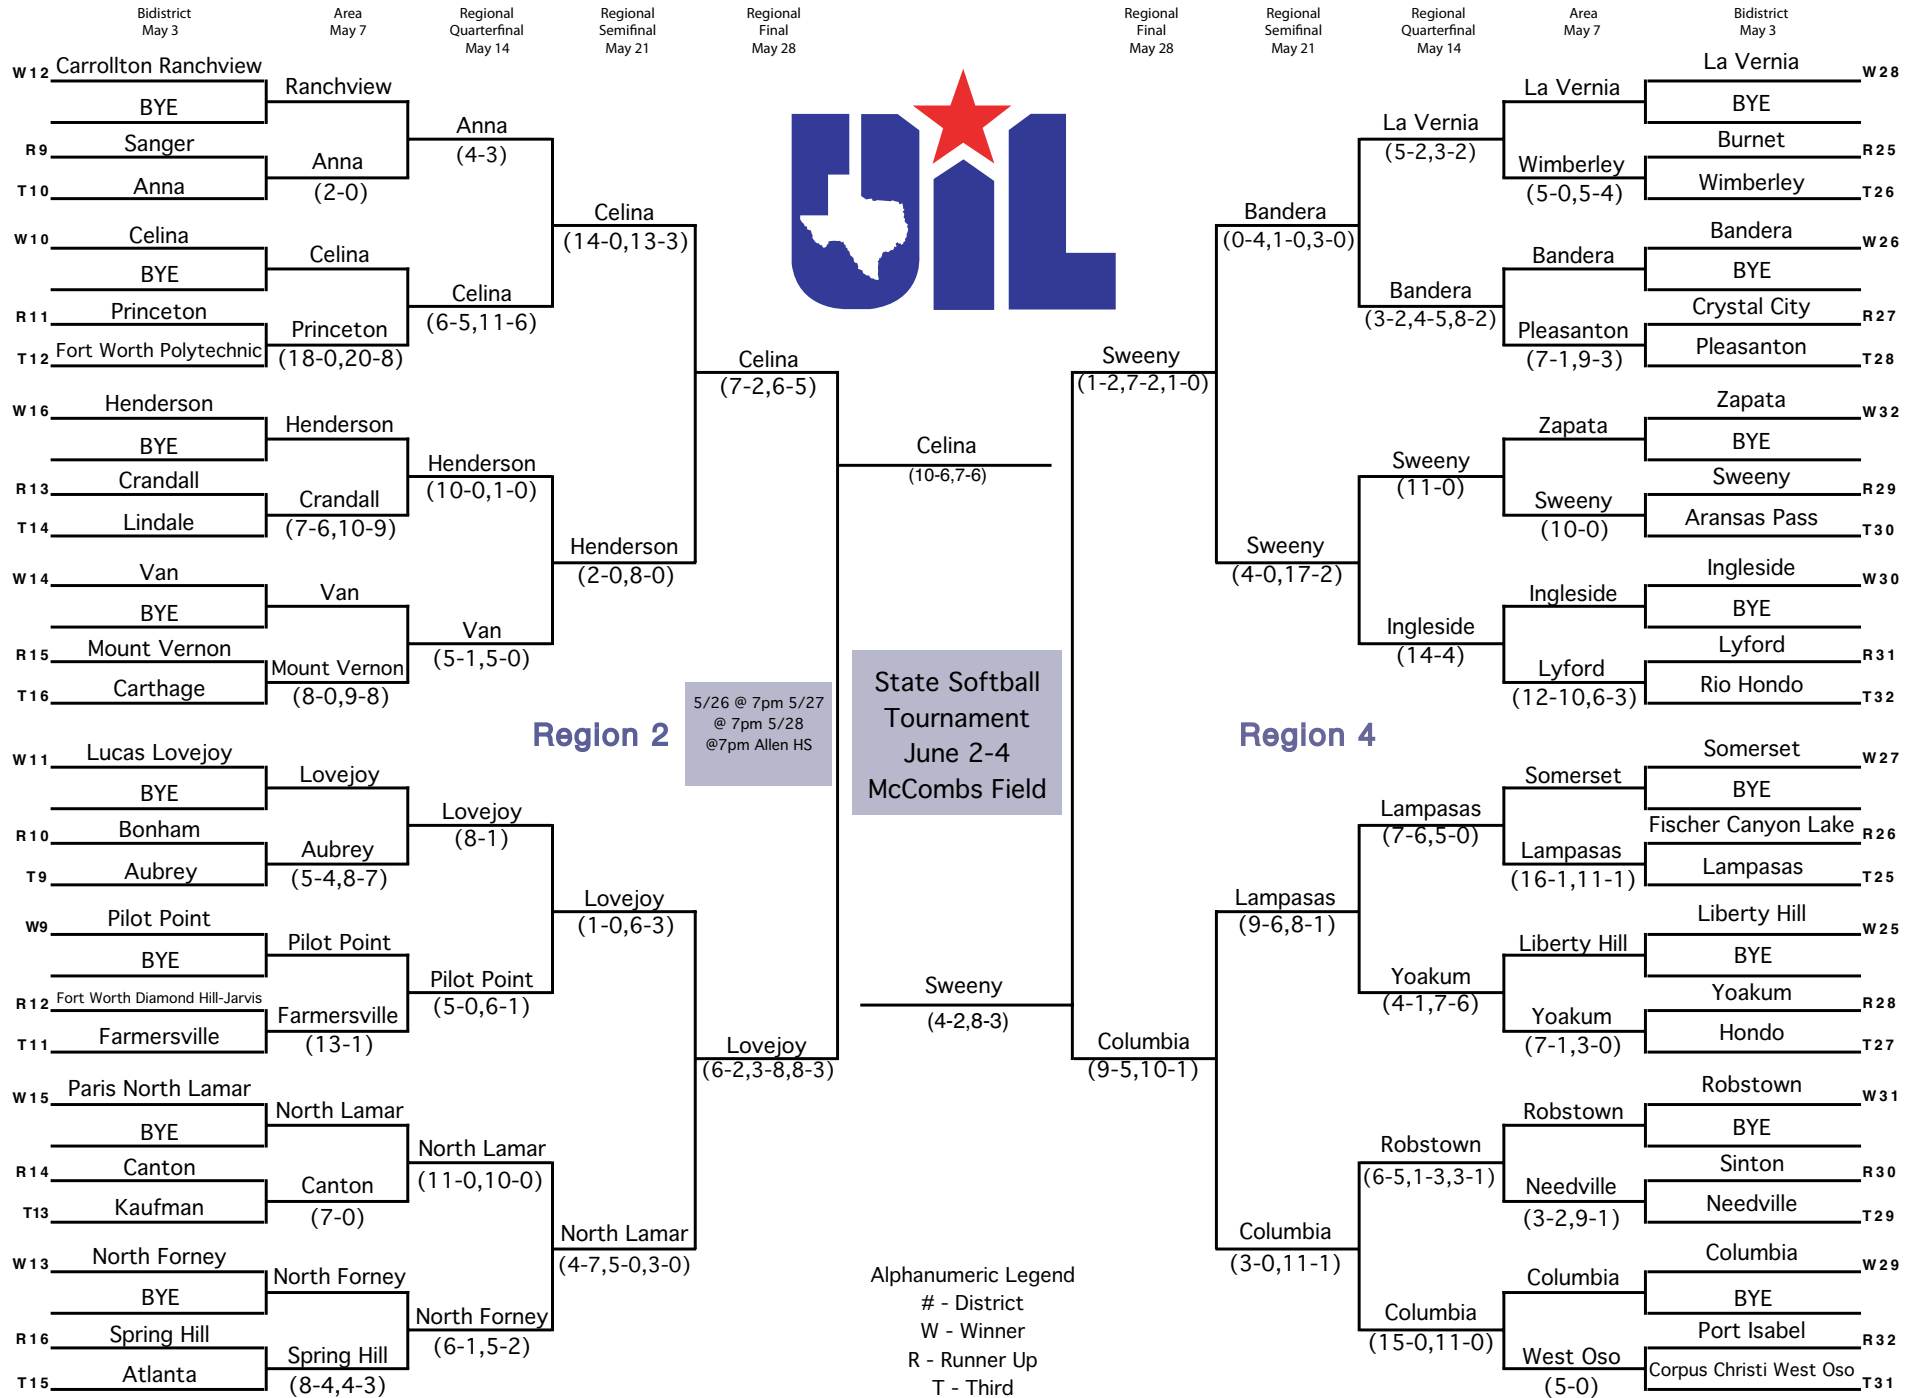 Bidistrict
May 3
Area
May 7
Regional
Quarterfinal
May 14
Regional
Semifinal
May 21
Regional
Final
May 28
Regional
Final
May 28
Regional
Semifinal
May 21
Regional
Quarterfinal
May 14
Area
May 7
Bidistrict
May 3
W12 Carrollton Ranchview
BYE
R9 Sanger
T10 Anna
W10 Celina
BYE
R11 Princeton
T12 Fort Worth Polytechnic
W16 Henderson
BYE
R13 Crandall
T14 Lindale
W14 Van
BYE
R15 Mount Vernon
T16 Carthage
W11 Lucas Lovejoy
BYE
R10 Bonham
T9 Aubrey
W9 Pilot Point
BYE
R12 Fort Worth Diamond Hill-Jarvis
T11 Farmersville
W15 Paris North Lamar
BYE
R14 Canton
T13 Kaufman
W13 North Forney
BYE
R16 Spring Hill
T15 Atlanta
Ranchview
Anna
(2-0)
Celina
Princeton
(18-0,20-8)
Henderson
Crandall
(7-6,10-9)
Van
Mount Vernon
(8-0,9-8)
Lovejoy
Aubrey
(5-4,8-7)
Pilot Point
Farmersville
(13-1)
North Lamar
Canton
(7-0)
North Forney
Spring Hill
(8-4,4-3)
Anna
(4-3)
Celina
(6-5,11-6)
Henderson
(10-0,1-0)
Van
(5-1,5-0)
Lovejoy
(8-1)
Pilot Point
(5-0,6-1)
North Lamar
(11-0,10-0)
North Forney
(6-1,5-2)
Celina
(14-0,13-3)
Henderson
(2-0,8-0)
Lovejoy
(1-0,6-3)
North Lamar
(4-7,5-0,3-0)
Celina
(7-2,6-5)
Lovejoy
(6-2,3-8,8-3)
Region 2
5/26 @ 7pm 5/27
@ 7pm 5/28
@7pm Allen HS
UIL
Celina
(10-6,7-6)
State Softball
Tournament
June 2-4
McCombs Field
Sweeny
(4-2,8-3)
Alphanumeric Legend
# - District
W - Winner
R - Runner Up
T - Third
Region 4
Sweeny
(1-2,7-2,1-0)
Columbia
(9-5,10-1)
Bandera
(0-4,1-0,3-0)
Sweeny
(4-0,17-2)
Lampasas
(9-6,8-1)
Columbia
(3-0,11-1)
La Vernia
(5-2,3-2)
Bandera
(3-2,4-5,8-2)
Sweeny
(11-0)
Ingleside
(14-4)
Lampasas
(7-6,5-0)
Yoakum
(4-1,7-6)
Robstown
(6-5,1-3,3-1)
Columbia
(15-0,11-0)
La Vernia
Wimberley
(5-0,5-4)
Bandera
Pleasanton
(7-1,9-3)
Zapata
Sweeny
(10-0)
Ingleside
Lyford
(12-10,6-3)
Somerset
Lampasas
(16-1,11-1)
Liberty Hill
Yoakum
(7-1,3-0)
Robstown
Needville
(3-2,9-1)
Columbia
West Oso
(5-0)
La Vernia W28
BYE
Burnet R25
Wimberley T26
Bandera W26
BYE
Crystal City R27
Pleasanton T28
Zapata W32
BYE
Sweeny R29
Aransas Pass T30
Ingleside W30
BYE
Lyford R31
Rio Hondo T32
Somerset W27
BYE
Fischer Canyon Lake R26
Lampasas T25
Liberty Hill W25
BYE
Yoakum R28
Hondo T27
Robstown W31
BYE
Sinton R30
Needville T29
Columbia W29
BYE
Port Isabel R32
Corpus Christi West Oso T31